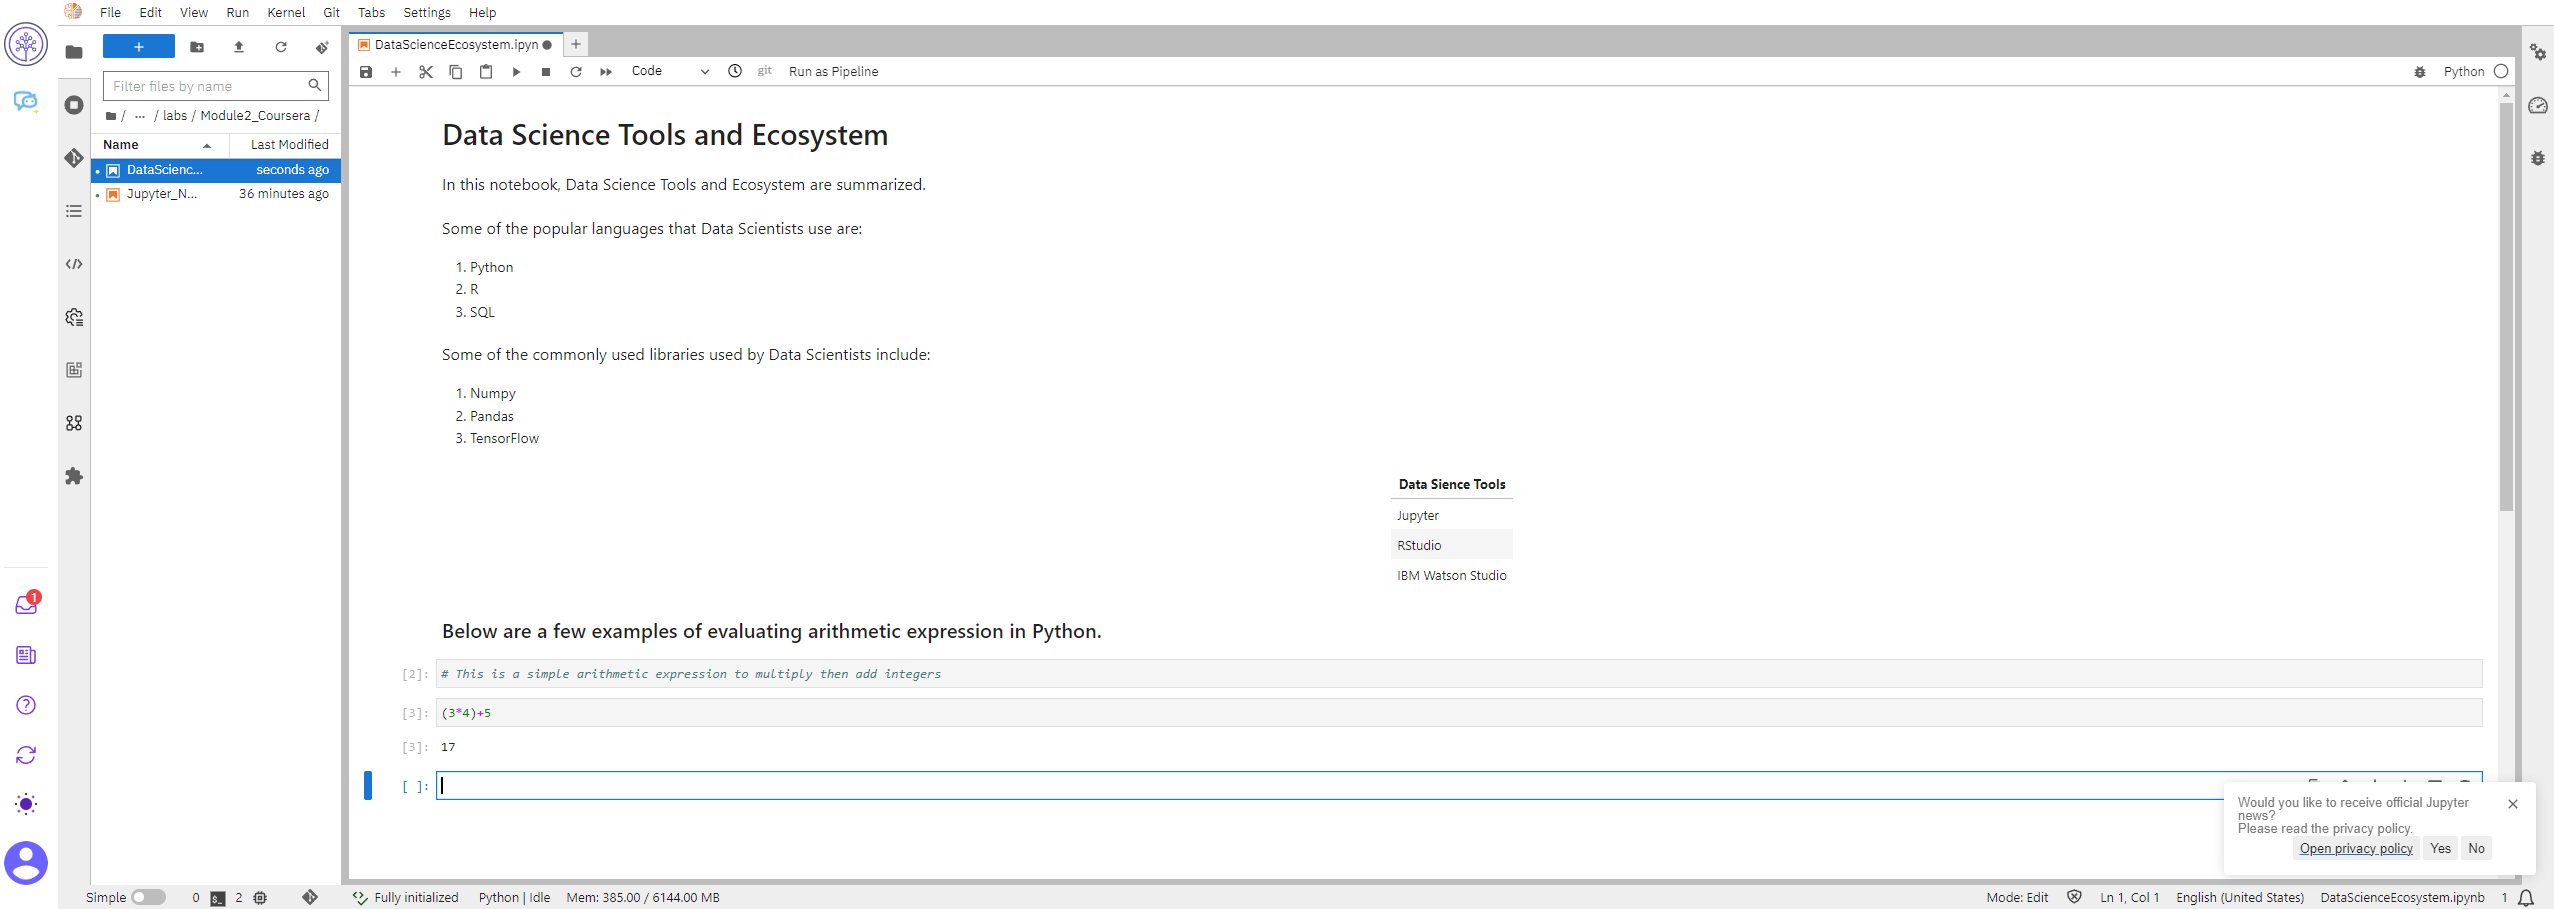 File Edit View Run Kernel Git Tabs Settings Help
+
Filter files by name
/ ... / labs / Module2_Coursera /
Name Last Modified
DataScienc... seconds ago
Jupyter_N... 36 minutes ago
DataScienceEcosystem.ipyn
+
Code git Run as Pipeline Python
Data Science Tools and Ecosystem
In this notebook, Data Science Tools and Ecosystem are summarized.
Some of the popular languages that Data Scientists use are:
1. Python
2. R
3. SQL
Some of the commonly used libraries used by Data Scientists include:
1. Numpy
2. Pandas
3. TensorFlow
Data Sience Tools
Jupyter
RStudio
IBM Watson Studio
Below are a few examples of evaluating arithmetic expression in Python.
[2]: # This is a simple arithmetic expression to multiply then add integers
[3]: (3*4)+5
[3]: 17
[ ]:
Would you like to receive official Jupyter
news?
Please read the privacy policy.
Open privacy policy Yes No
1
Simple 0 2 Fully initialized Python | Idle Mem: 385.00 / 6144.00 MB Mode: Edit Ln 1, Col 1 English (United States) DataScienceEcosystem.ipynb 1